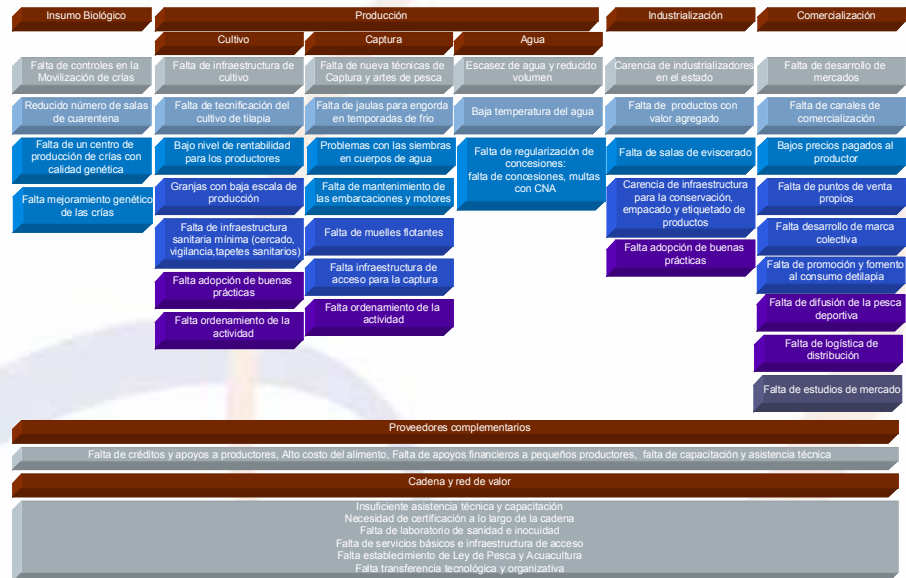 Insumo Biológico
Producción
Industrialización
Comercialización
Cultivo
Captura
Agua
Falta de controles en la
Movilización de crías
Reducido número de salas
de cuarentena
Falta de un centro de
producción de crías con
calidad genética
Falta mejoramiento genético
de las crías
Falta de infraestructura de
cultivo
Falta de tecnificación del
cultivo de tilapia
Bajo nivel de rentabilidad
para los productores
Granjas con baja escala de
producción
Falta de infraestructura
sanitaria mínima (cercado,
vigilancia,tapetes sanitarios)
Falta adopción de buenas
prácticas
Falta ordenamiento de la
actividad
Falta de nueva técnicas de
Captura y artes de pesca
Falta de jaulas para engorda
en temporadas de frio
Problemas con las siembras
en cuerpos de agua
Falta de mantenimiento de
las embarcaciones y motores
Falta de muelles flotantes
Falta infraestructura de
acceso para la captura
Falta ordenamiento de la
actividad
Escasez de agua y reducido
volumen
Baja temperatura del agua
Falta de regularización de
concesiones:
falta de concesiones, multas
con CNA
Carencia de industrializadores
en el estado
Falta de productos con
valor agregado
Falta de salas de eviscerado
Carencia de infraestructura
para la conservación,
empacado y etiquetado de
productos
Falta adopción de buenas
prácticas
Falta de desarrollo de
mercados
Falta de canales de
comercialización
Bajos precios pagados al
productor
Falta de puntos de venta
propios
Falta desarrollo de marca
colectiva
Falta de promoción y fomento
al consumo detilapia
Falta de difusión de la pesca
deportiva
Falta de logística de
distribución
Falta de estudios de mercado
Proveedores complementarios
Falta de créditos y apoyos a productores, Alto costo del alimento, Falta de apoyos financieros a pequeños productores, falta de capacitación y asistencia técnica
Cadena y red de valor
Insuficiente asistencia técnica y capacitación
Necesidad de certificación a lo largo de la cadena
Falta de laboratorio de sanidad e inocuidad
Falta de servicios básicos e infraestructura de acceso
Falta establecimiento de Ley de Pesca y Acuacultura
Falta transferencia tecnológica y organizativa